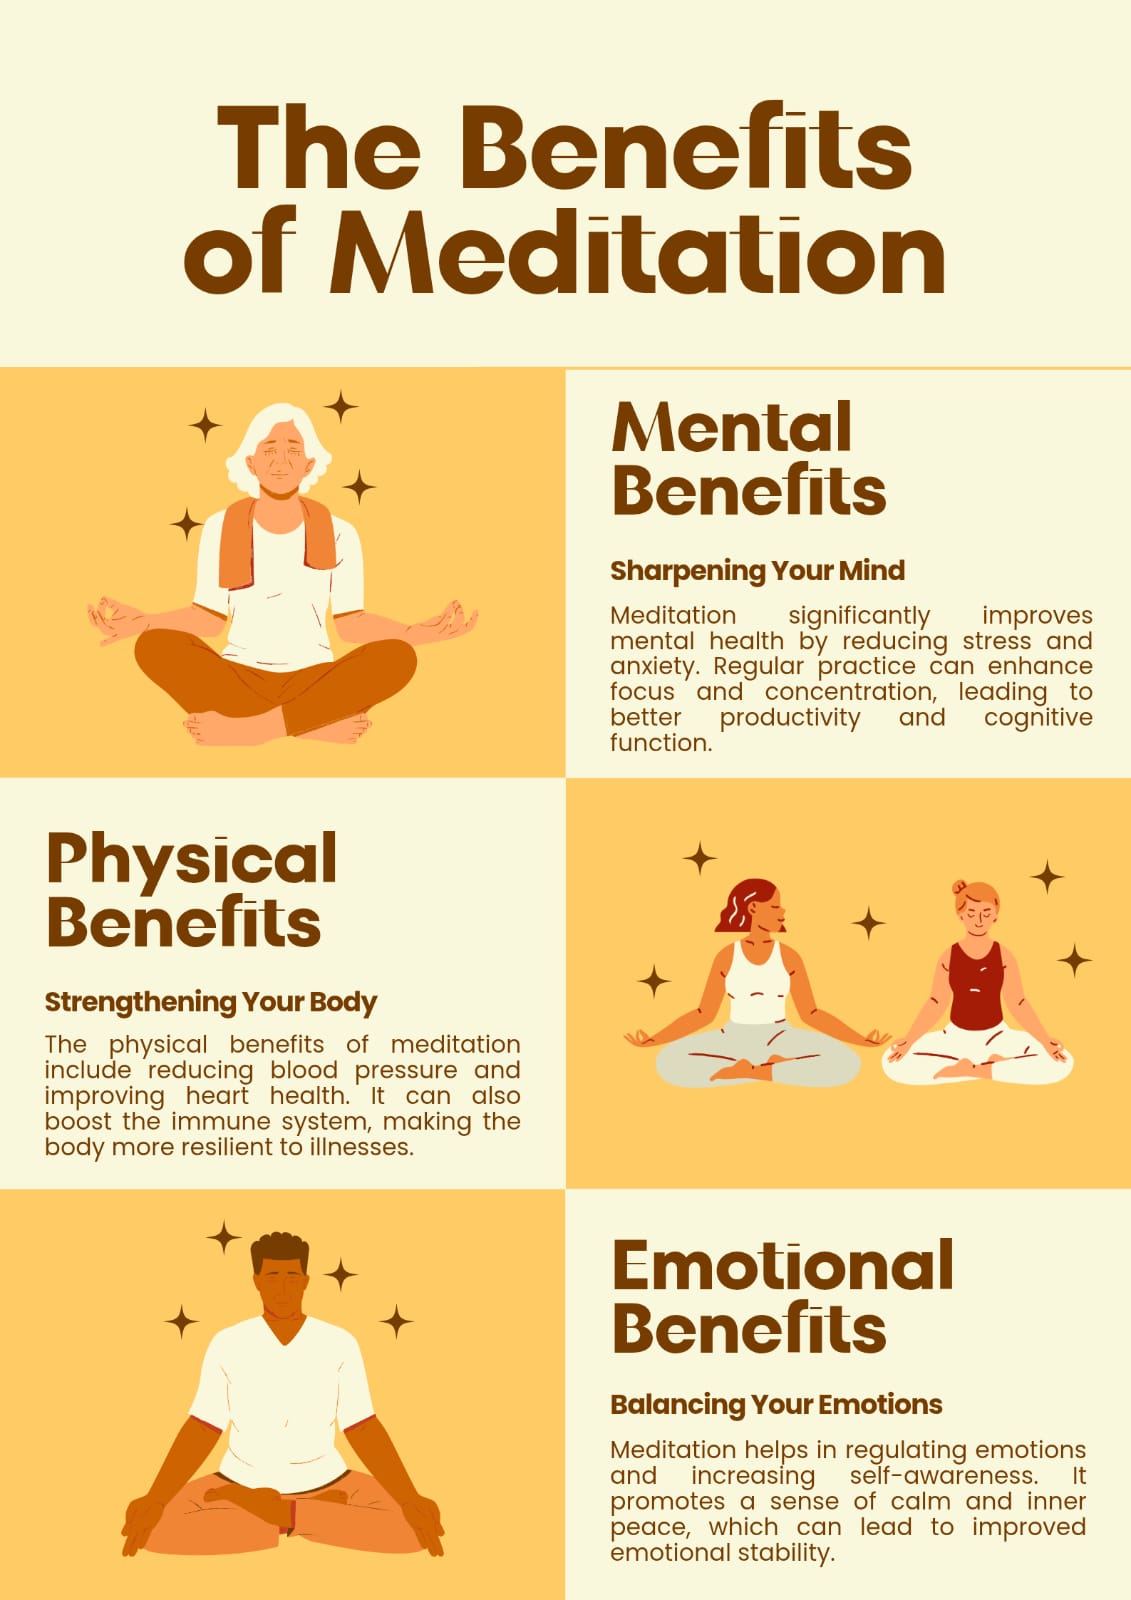 The Benefits
of Meditation
Mental
Benefits
Sharpening Your Mind
Meditation significantly improves
mental health by reducing stress and
anxiety. Regular practice can enhance
focus and concentration, leading to
better productivity and cognitive
function.
Physical
Benefits
Strengthening Your Body
The physical benefits of meditation
include reducing blood pressure and
improving heart health. It can also
boost the immune system, making the
body more resilient to illnesses.
Emotional
Benefits
Balancing Your Emotions
Meditation helps in regulating emotions
and increasing self-awareness. It
promotes a sense of calm and inner
peace, which can lead to improved
emotional stability.